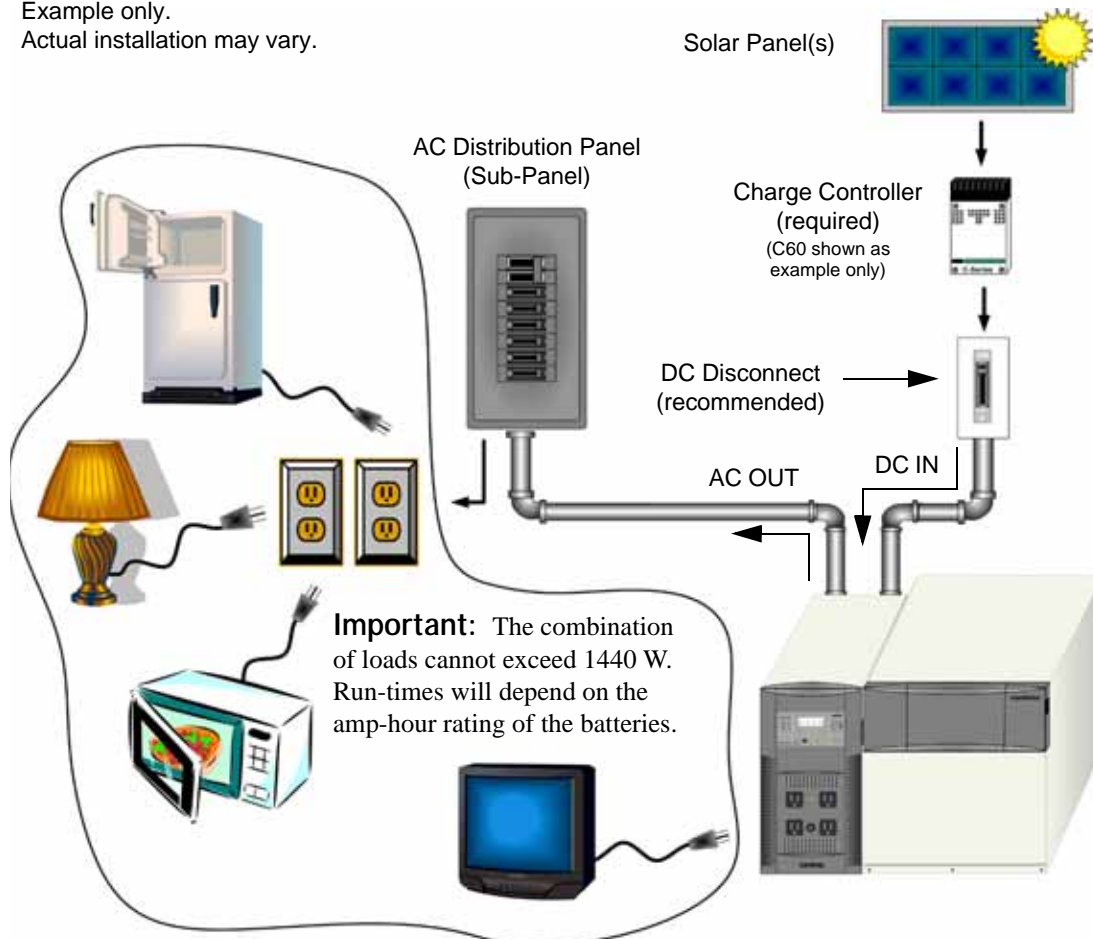 Example only.
Actual installation may vary.
Solar Panel(s)
AC Distribution Panel
(Sub-Panel)
Charge Controller
(required)
(C60 shown as
example only)
DC Disconnect
(recommended)
AC OUT
DC IN
Important: The combination
of loads cannot exceed 1440 W.
Run-times will depend on the
amp-hour rating of the batteries.